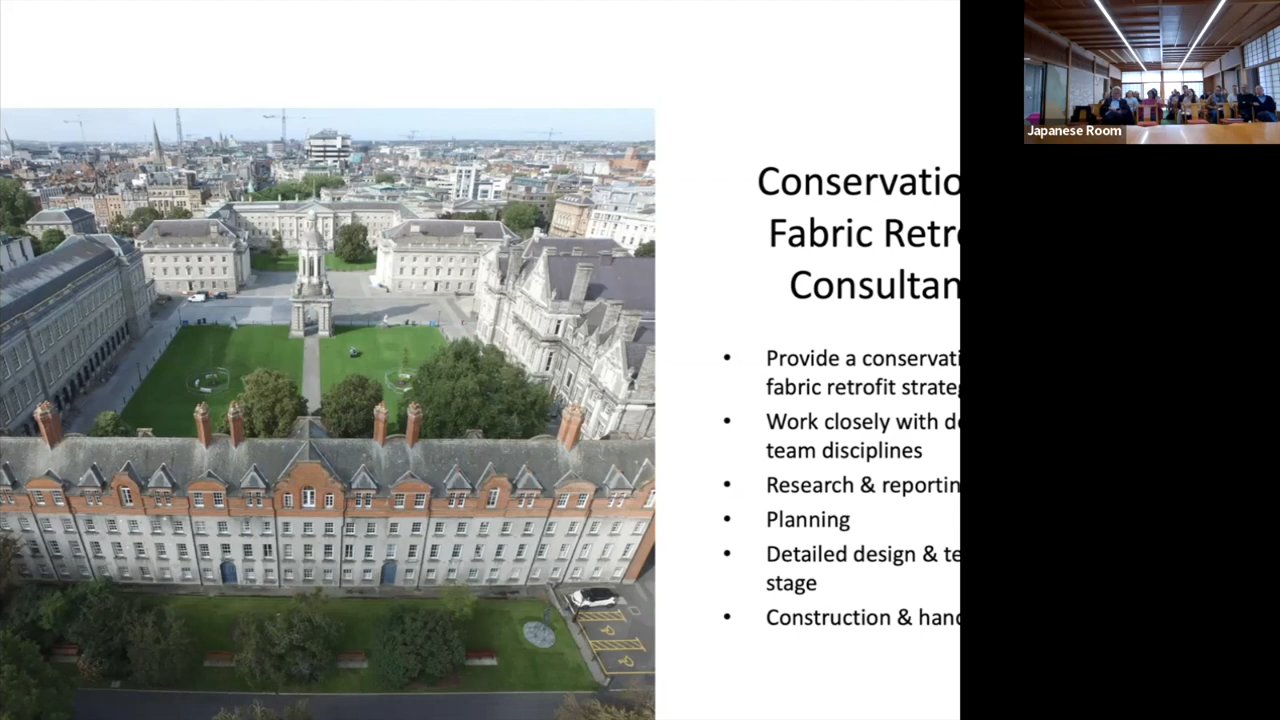 Japanese Room
Conservatio
Fabric Retr
Consultan
• Provide a conservati
fabric retrofit strate
• Work closely with d
team disciplines
• Research & reportin
• Planning
• Detailed design & te
stage
• Construction & hand